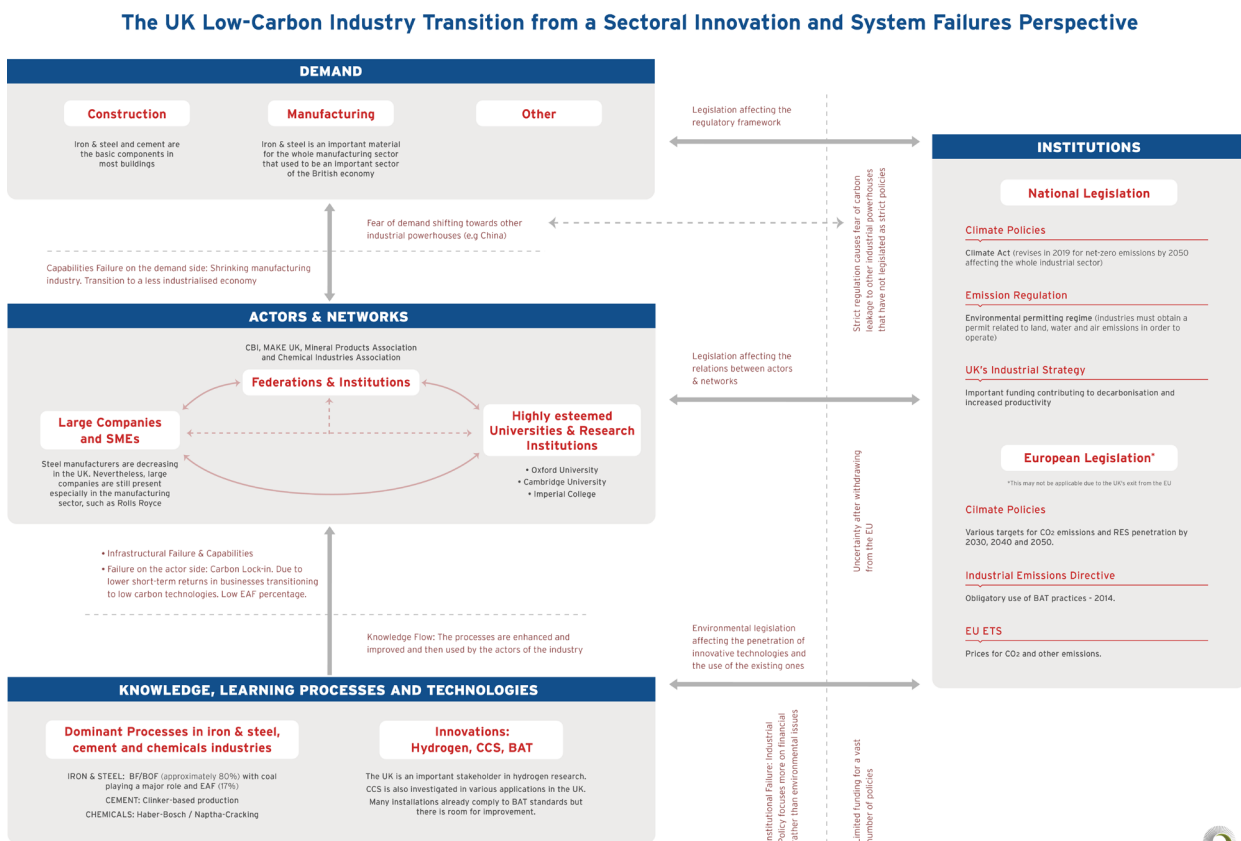 The UK Low-Carbon Industry Transition from a Sectoral Innovation and System Failures Perspective
DEMAND
Construction
Iron & steel and cement are
the basic components in
most buildings
Manufacturing
Iron & steel is an important material
for the whole manufacturing sector
that used to be an important sector
of the British economy
Other
Fear of demand shifting towards other
industrial powerhouses (e.g China)
Capabilities Failure on the demand side: Shrinking manufacturing
industry. Transition to a less industrialised economy
ACTORS & NETWORKS
CBI, MAKE UK, Mineral Products Association
and Chemical Industries Association
Federations & Institutions
Large Companies
and SMEs
Steel manufacturers are decreasing
in the UK. Nevertheless, large
companies are still present
especially in the manufacturing
sector, such as Rolls Royce
Highly esteemed
Universities & Research
Institutions
• Oxford University
• Cambridge University
• Imperial College
• Infrastructural Failure & Capabilities
• Failure on the actor side: Carbon Lock-in. Due to
lower short-term returns in businesses transitioning
to low carbon technologies. Low EAF percentage.
Knowledge Flow: The processes are enhanced and
improved and then used by the actors of the industry
KNOWLEDGE, LEARNING PROCESSES AND TECHNOLOGIES
Dominant Processes in iron & steel,
cement and chemicals industries
IRON & STEEL: BF/BOF (approximately 80%) with coal
playing a major role and EAF (17%)
CEMENT: Clinker-based production
CHEMICALS: Haber-Bosch / Naptha-Cracking
Innovations:
Hydrogen, CCS, BAT
The UK is an important stakeholder in hydrogen research.
CCS is also investigated in various applications in the UK.
Many installations already comply to BAT standards but
there is room for improvement.
Legislation affecting the
regulatory framework
Strict regulation causes fear of carbon
leakage to other industrial powerhouses
that have not legislated as strict policies
Legislation affecting the
relations between actors
& networks
Uncertainty after withdrawing
from the EU
Environmental legislation
affecting the penetration of
innovative technologies and
the use of the existing ones
Institutional Failure: Industrial
Policy focuses more on financial
rather than environmental issues
Limited funding for a vast
number of policies
INSTITUTIONS
National Legislation
Climate Policies
Climate Act (revises in 2019 for net-zero emissions by 2050
affecting the whole industrial sector)
Emission Regulation
Environmental permitting regime (industries must obtain a
permit related to land, water and air emissions in order to
operate)
UK's Industrial Strategy
Important funding contributing to decarbonisation and
increased productivity
European Legislation*
*This may not be applicable due to the UK's exit from the EU
Climate Policies
Various targets for CO₂ emissions and RES penetration by
2030, 2040 and 2050.
Industrial Emissions Directive
Obligatory use of BAT practices - 2014.
EU ETS
Prices for CO₂ and other emissions.